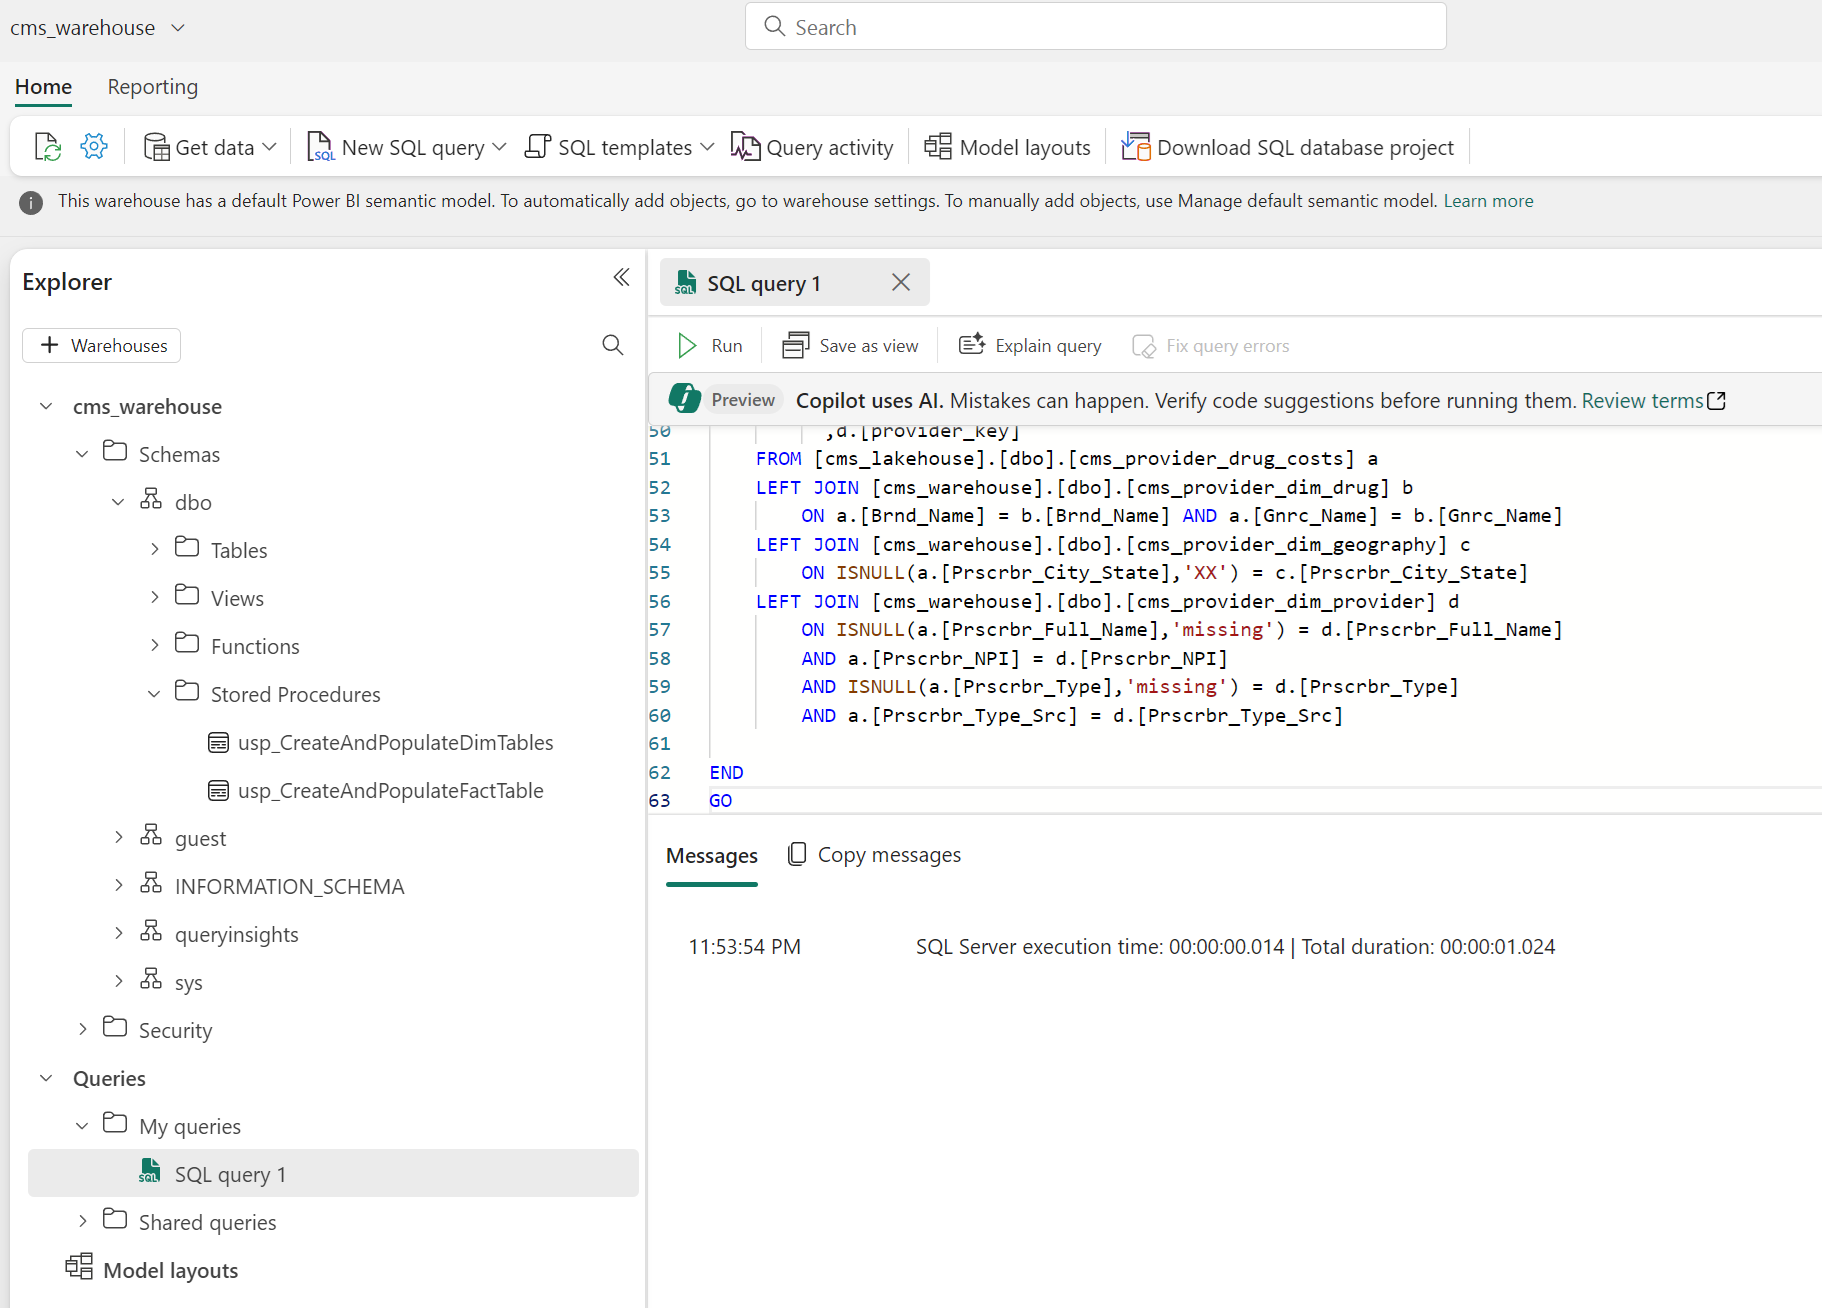 cms_warehouse
Search
Home
Reporting
Get data
New SQL query
SQL templates
Query activity
Model layouts
Download SQL database project
This warehouse has a default Power BI semantic model. To automatically add objects, go to warehouse settings. To manually add objects, use Manage default semantic model. Learn more
Explorer
+ Warehouses
cms_warehouse
Schemas
dbo
Tables
Views
Functions
Stored Procedures
usp_CreateAndPopulateDimTables
usp_CreateAndPopulateFactTable
guest
INFORMATION_SCHEMA
queryinsights
sys
Security
Queries
My queries
SQL query 1
Shared queries
Model layouts
SQL query 1
Run
Save as view
Explain query
Fix query errors
Preview Copilot uses AI. Mistakes can happen. Verify code suggestions before running them. Review terms
50 ,d.[provider_key]
51 FROM [cms_lakehouse].[dbo].[cms_provider_drug_costs] a
52 LEFT JOIN [cms_warehouse].[dbo].[cms_provider_dim_drug] b
53 ON a.[Brnd_Name] = b.[Brnd_Name] AND a.[Gnrc_Name] = b.[Gnrc_Name]
54 LEFT JOIN [cms_warehouse].[dbo].[cms_provider_dim_geography] c
55 ON ISNULL(a.[Prscrbr_City_State],'XX') = c.[Prscrbr_City_State]
56 LEFT JOIN [cms_warehouse].[dbo].[cms_provider_dim_provider] d
57 ON ISNULL(a.[Prscrbr_Full_Name],'missing') = d.[Prscrbr_Full_Name]
58 AND a.[Prscrbr_NPI] = d.[Prscrbr_NPI]
59 AND ISNULL(a.[Prscrbr_Type],'missing') = d.[Prscrbr_Type]
60 AND a.[Prscrbr_Type_Src] = d.[Prscrbr_Type_Src]
61
62 END
63 GO
Messages
Copy messages
11:53:54 PM SQL Server execution time: 00:00:00.014 | Total duration: 00:00:01.024